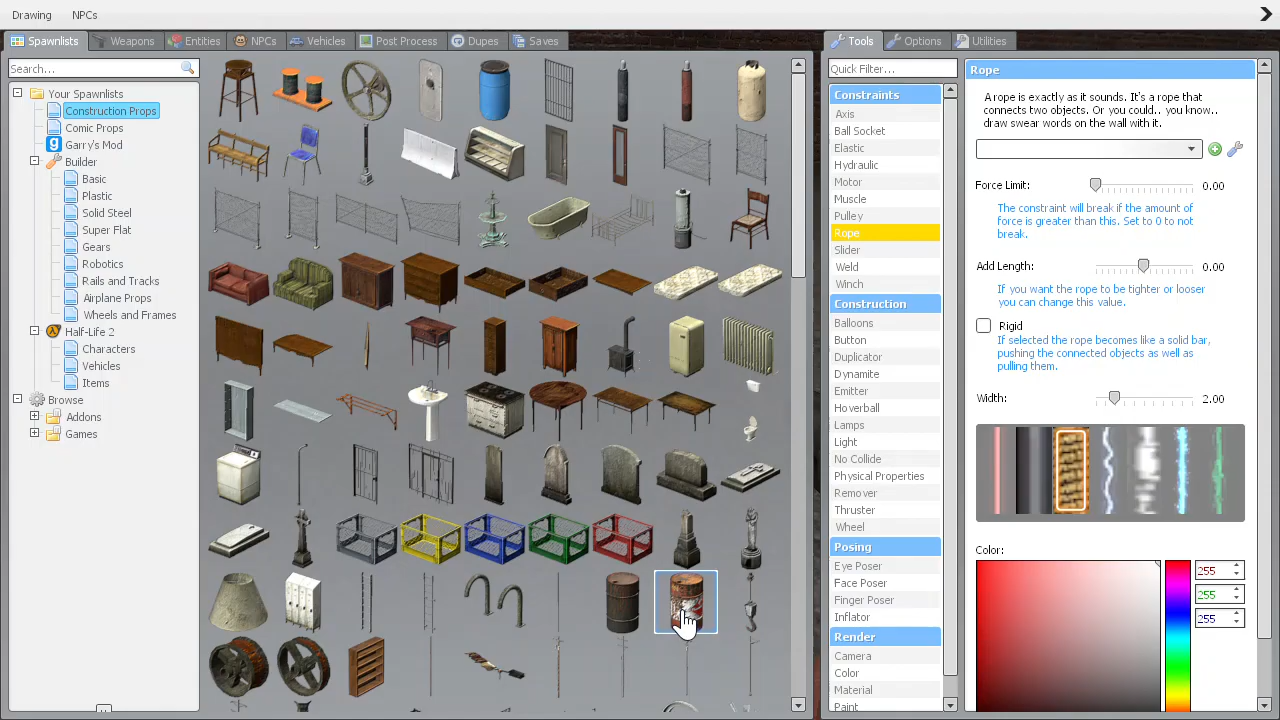 Drawing NPCs
Spawnlists Weapons Entities NPCs Vehicles Post Process Dupes Saves
Search...
Your Spawnlists
Construction Props
Comic Props
Garry's Mod
Builder
Basic
Plastic
Solid Steel
Super Flat
Gears
Robotics
Rails and Tracks
Airplane Props
Wheels and Frames
Half-Life 2
Characters
Vehicles
Items
Browse
Addons
Games
Tools Options Utilities
Quick Filter...
Constraints
Axis
Ball Socket
Elastic
Hydraulic
Motor
Muscle
Pulley
Rope
Slider
Weld
Winch
Construction
Balloons
Button
Duplicator
Dynamite
Emitter
Hoverball
Lamps
Light
No Collide
Physical Properties
Remover
Thruster
Wheel
Posing
Eye Poser
Face Poser
Finger Poser
Inflator
Render
Camera
Color
Material
Paint
Rope
A rope is exactly as it sounds. It's a rope that
connects two objects. Or you could.. you know..
draw swear words on the wall with it.
Force Limit: 0.00
The constraint will break if the amount of
force is greater than this. Set to 0 to not
break.
Add Length: 0.00
If you want the rope to be tighter or looser
you can change this value.
Rigid
If selected the rope becomes like a solid bar,
pushing the connected objects as well as
pulling them.
Width: 2.00
Color:
255
255
255